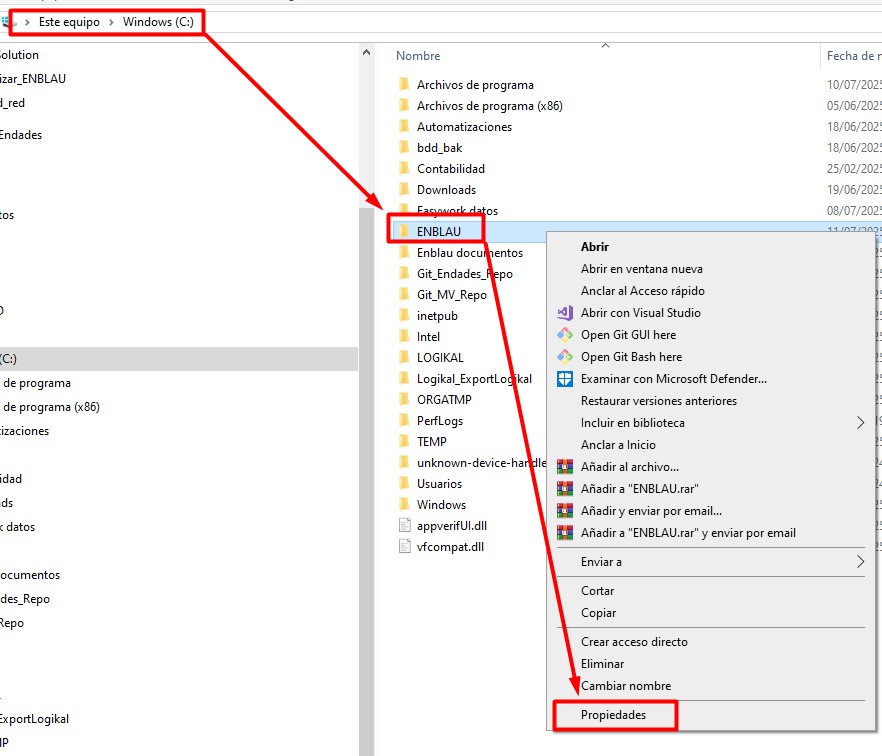 Este equipo > Windows (C:)
Solution
izar_ENBLAU
d_red
Endades
tos
(C:)
de programa
de programa (x86)
tizaciones
idad
ds
k datos
ocumentos
des_Repo
Repo
ExportLogikal
Nombre
Fecha de
Archivos de programa 10/07/2025
Archivos de programa (x86) 05/06/2025
Automatizaciones 18/06/2025
bdd_bak 18/06/2025
Contabilidad 25/02/2025
Downloads 19/06/2025
Easywork datos 08/07/2025
ENBLAU 11/07/2025
Enblau documentos
Git_Endades_Repo
Git_MV_Repo
inetpub
Intel
LOGIKAL
Logikal_ExportLogikal
ORGATMP
PerfLogs
TEMP
unknown-device-handle
Usuarios
Windows
appverifUI.dll
vfcompat.dll
Abrir
Abrir en ventana nueva
Anclar al Acceso rápido
Abrir con Visual Studio
Open Git GUI here
Open Git Bash here
Examinar con Microsoft Defender...
Restaurar versiones anteriores
Incluir en biblioteca
Anclar a Inicio
Añadir al archivo...
Añadir a "ENBLAU.rar"
Añadir y enviar por email...
Añadir a "ENBLAU.rar" y enviar por email
Enviar a
Cortar
Copiar
Crear acceso directo
Eliminar
Cambiar nombre
Propiedades